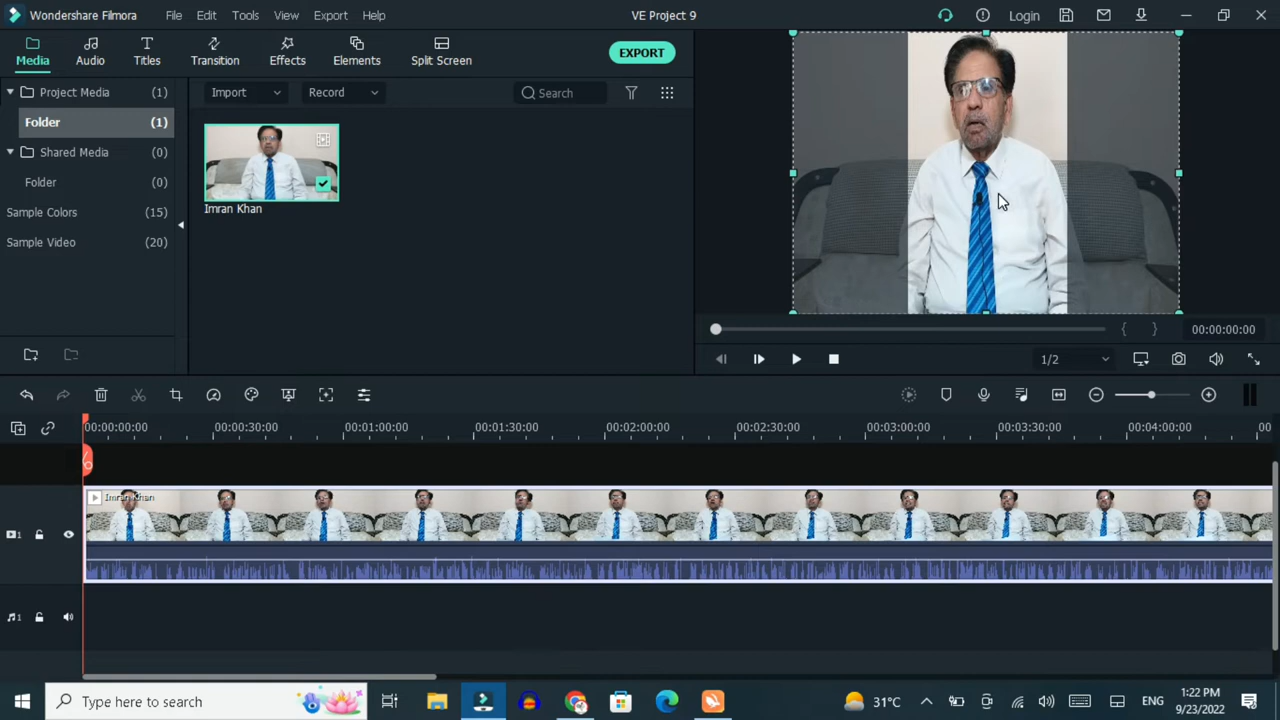 Wondershare Filmora File Edit Tools View Export Help VE Project 9 Login
Media Audio Titles Transition Effects Elements Split Screen EXPORT
Project Media (1) Import Record Search
Folder (1)
Shared Media (0)
Folder (0)
Imran Khan
Sample Colors (15)
Sample Video (20)
00:00:00:00
1/2
00:00:00:00 00:00:30:00 00:01:00:00 00:01:30:00 00:02:00:00 00:02:30:00 00:03:00:00 00:03:30:00 00:04:00:00 00
Imran Khan
1
1
Type here to search 31°C ENG 1:22 PM
9/23/2022